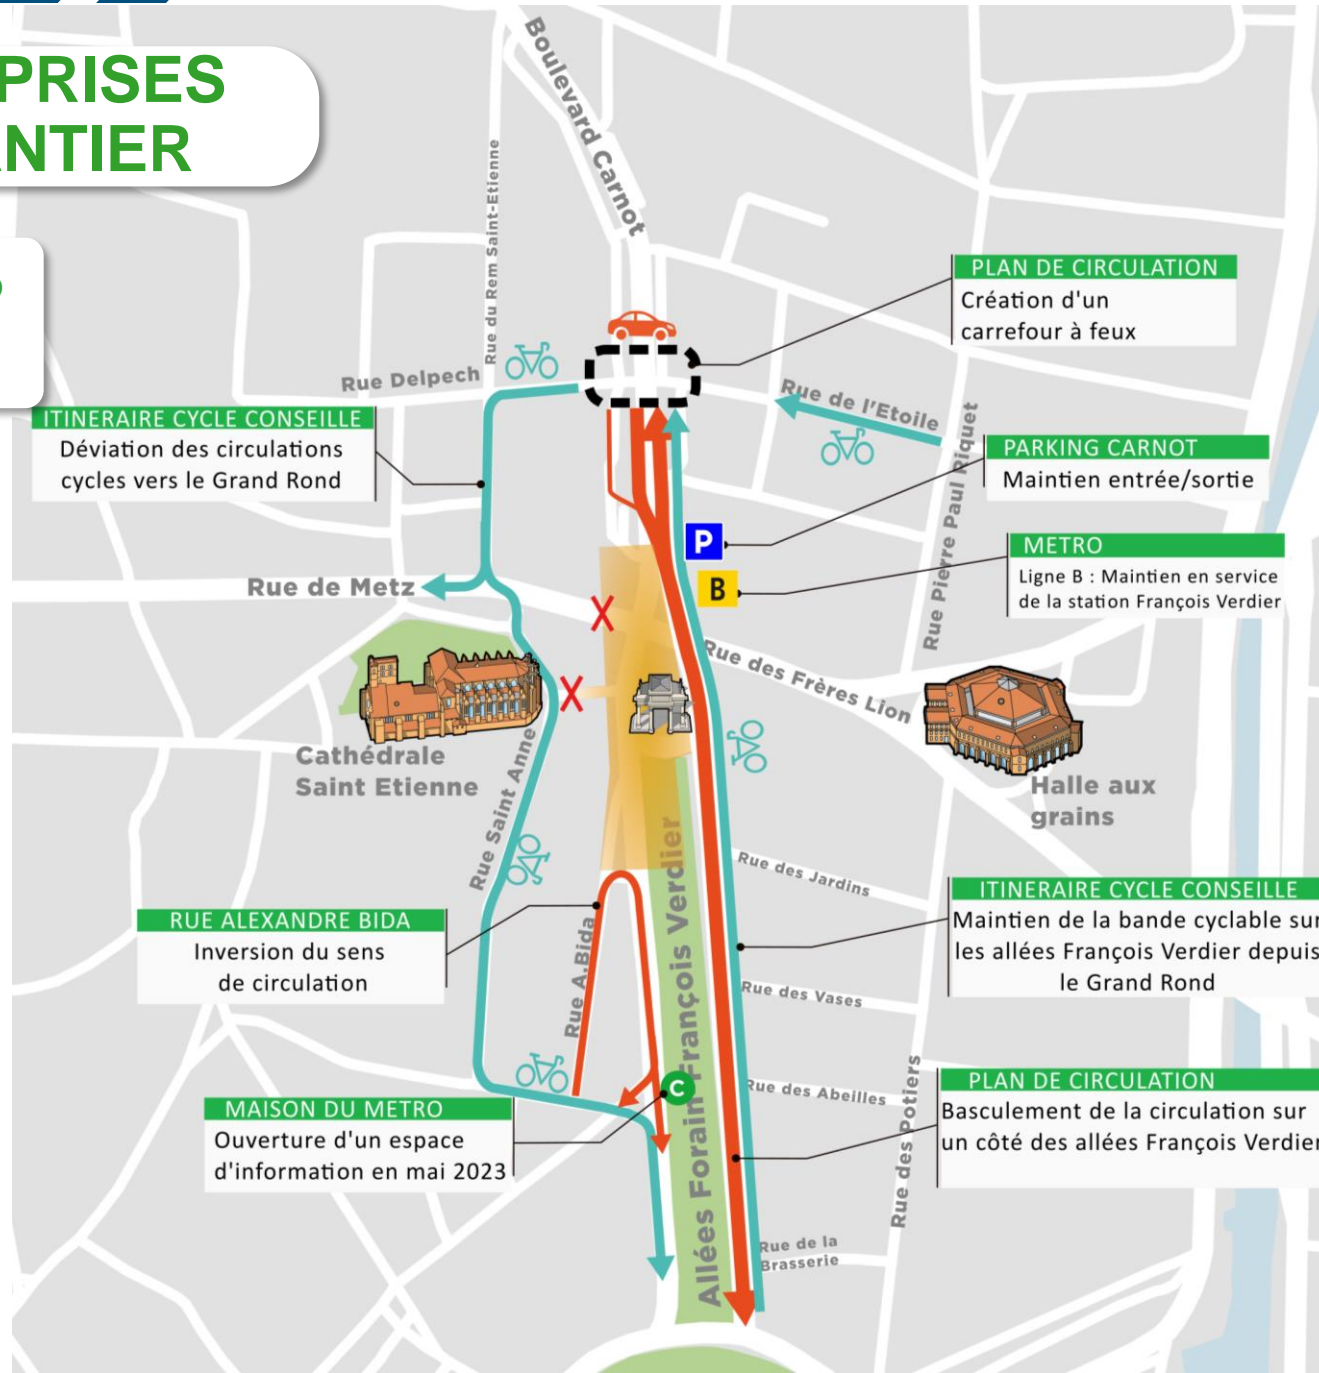 PRISES
ANTIER
Boulevard Carnot
Rue du Rem Saint-Etienne
PLAN DE CIRCULATION
Création d'un
carrefour à feux
Rue Delpech
Rue de l'Etoile
ITINERAIRE CYCLE CONSEILLE
Déviation des circulations
cycles vers le Grand Rond
PARKING CARNOT
Maintien entrée/sortie
Rue Pierre Paul Riquet
P
METRO
Ligne B : Maintien en service
de la station François Verdier
B
Rue de Metz
Rue des Frères Lion
Cathédrale
Saint Etienne
Halle aux
grains
Rue Saint Anne
Rue des Jardins
ITINERAIRE CYCLE CONSEILLE
Maintien de la bande cyclable sur
les allées François Verdier depuis
le Grand Rond
RUE ALEXANDRE BIDA
Inversion du sens
de circulation
Rue A.Bida
Allées Forain François Verdier
Rue des Vases
Rue des Abeilles
Rue des Potiers
C
PLAN DE CIRCULATION
Basculement de la circulation sur
un côté des allées François Verdier
MAISON DU METRO
Ouverture d'un espace
d'information en mai 2023
Rue de la
Brasserie